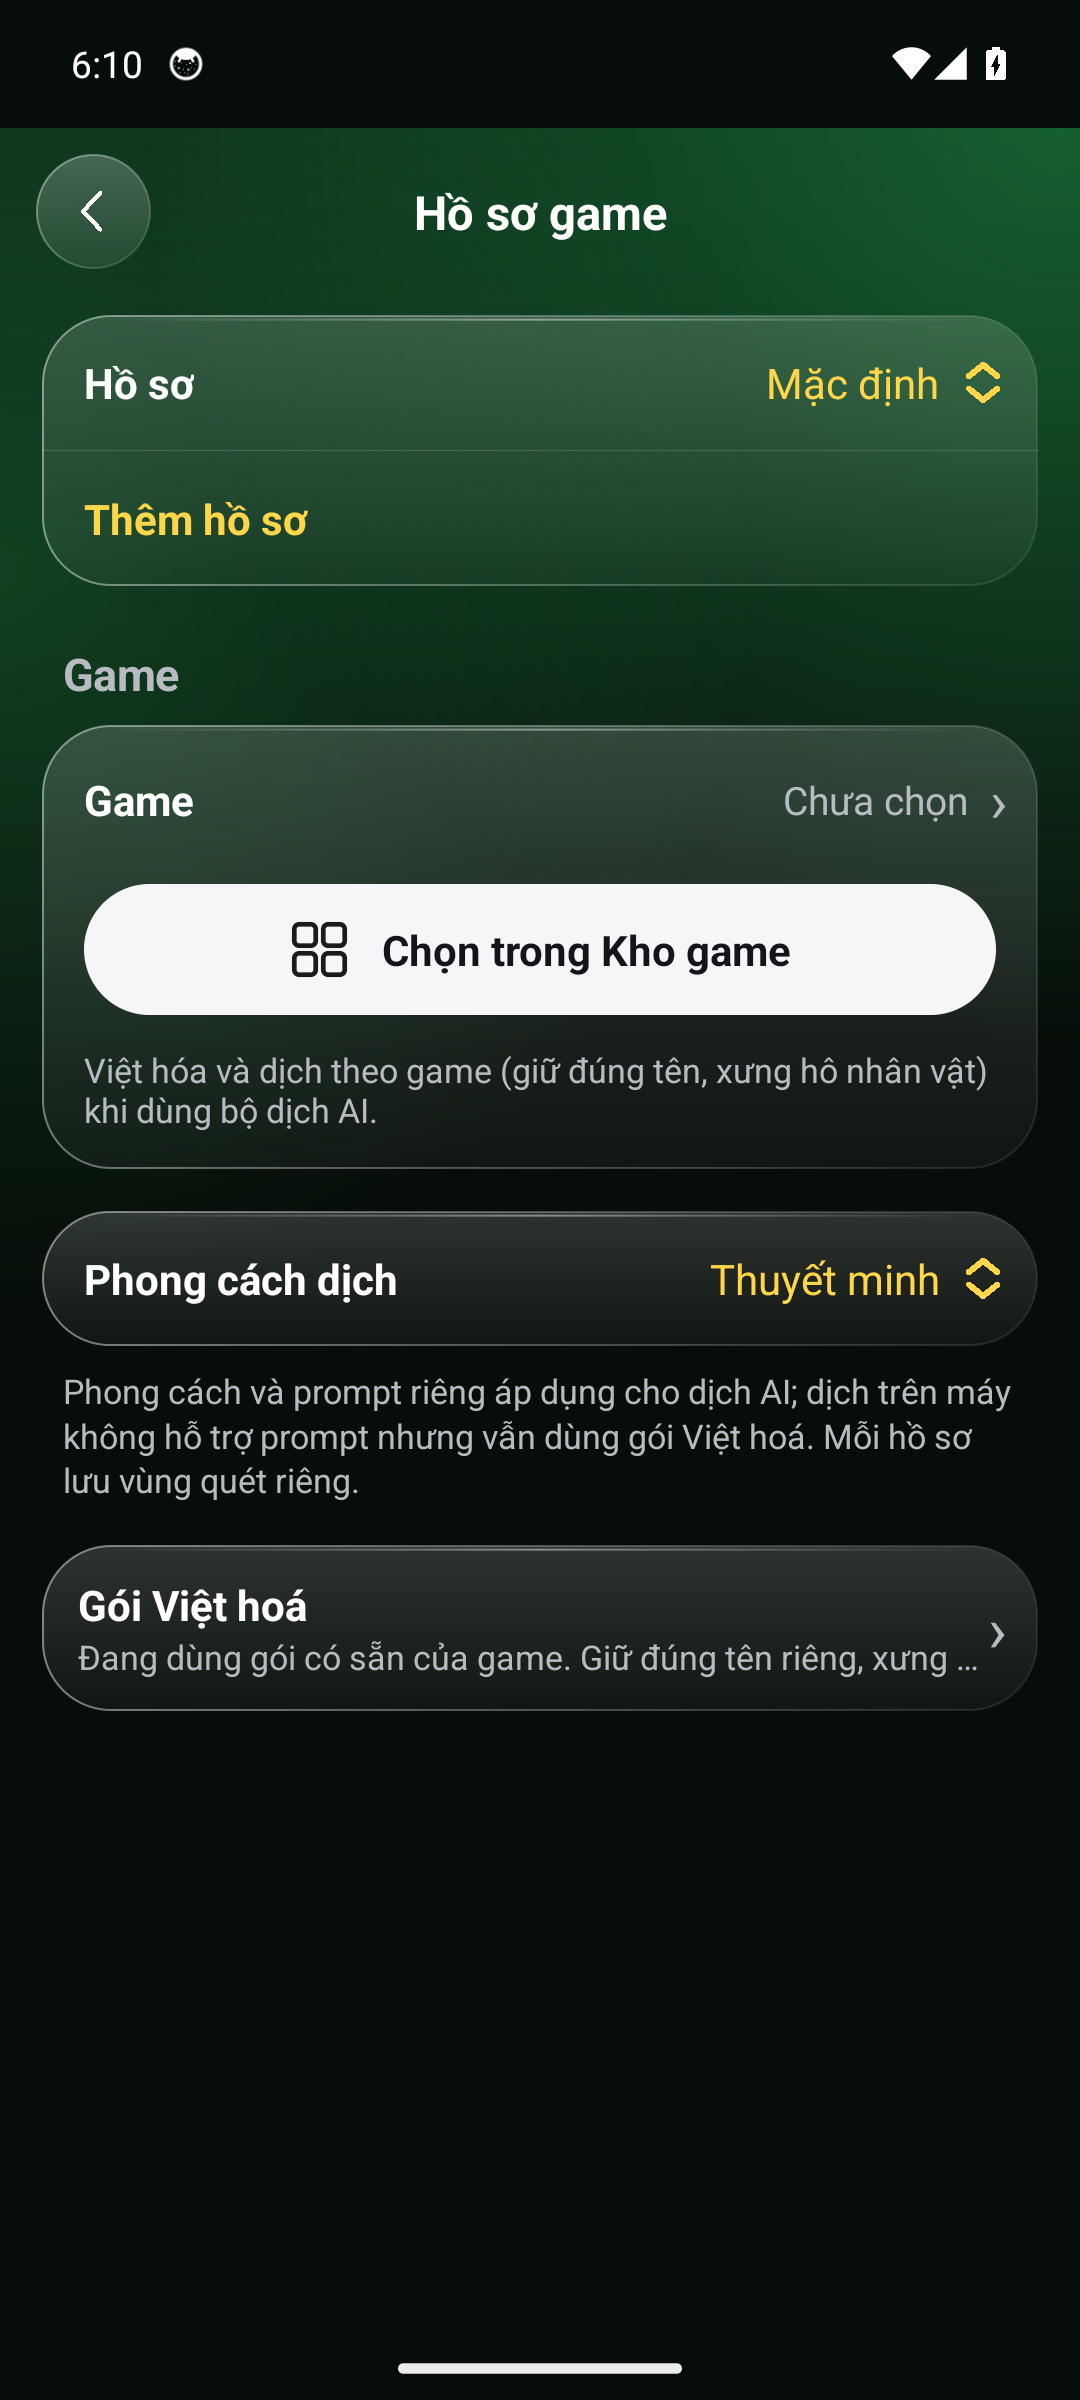 6:10
Hồ sơ game
Hồ sơ
Mặc định
Thêm hồ sơ
Game
Game
Chưa chọn
Chọn trong Kho game
Việt hóa và dịch theo game (giữ đúng tên, xưng hô nhân vật)
khi dùng bộ dịch AI.
Phong cách dịch
Thuyết minh
Phong cách và prompt riêng áp dụng cho dịch AI; dịch trên máy
không hỗ trợ prompt nhưng vẫn dùng gói Việt hoá. Mỗi hồ sơ
lưu vùng quét riêng.
Gói Việt hoá
Đang dùng gói có sẵn của game. Giữ đúng tên riêng, xưng ...